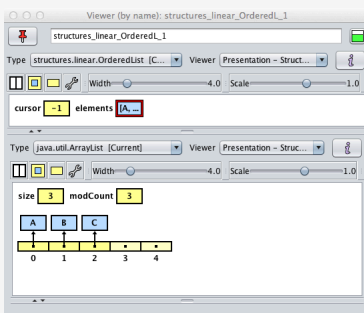 Viewer (by name): structures_linear_OrderedL_1
structures_linear_OrderedL_1
Type structures.linear.OrderedList [C... Viewer Presentation - Struc...
Width 4.0 Scale 1.0
cursor -1 elements [A, ...
Type java.util.ArrayList [Current] Viewer Presentation - Struc...
Width 4.0 Scale 1.0
size 3 modCount 3
A B C
0 1 2 3 4